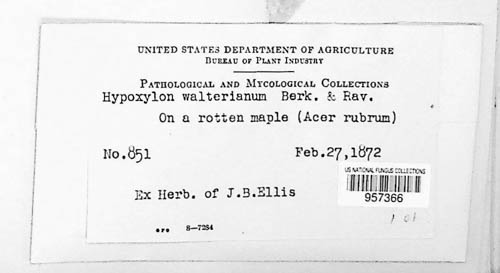 UNITED STATES DEPARTMENT OF AGRICULTURE
BUREAU OF PLANT INDUSTRY
PATHOLOGICAL AND MYCOLOGICAL COLLECTIONS
Hypoxylon walterianum Berk. & Rav.
On a rotten maple (Acer rubrum)
No.851 Feb.27,1872
US NATIONAL FUNGUS COLLECTIONS
957366
Ex Herb. of J.B.Ellis
8—7284